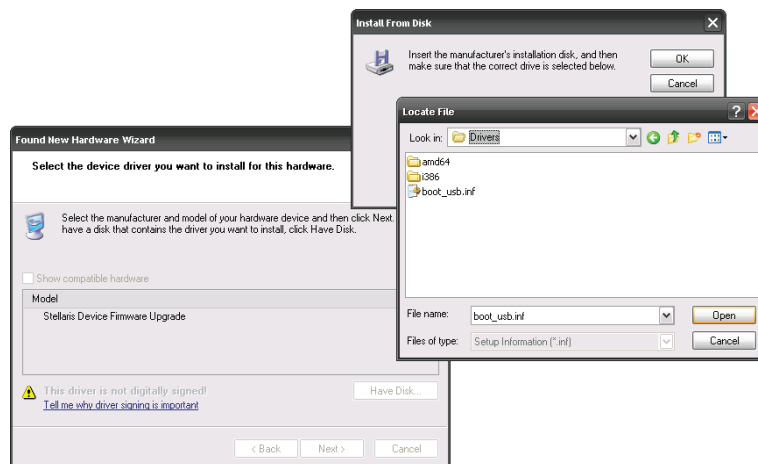 Install From Disk
Insert the manufacturer's installation disk, and then
make sure that the correct drive is selected below.
OK
Cancel
Locate File
Look in:
Drivers
amd64
i386
boot_usb.inf
File name:
boot_usb.inf
Open
Files of type:
Setup Information (*.inf)
Cancel
Found New Hardware Wizard
Select the device driver you want to install for this hardware.
Select the manufacturer and model of your hardware device and then click Next.
have a disk that contains the driver you want to install, click Have Disk.
Show compatible hardware
Model
Stellaris Device Firmware Upgrade
This driver is not digitally signed!
Tell me why driver signing is important
Have Disk...
< Back
Next >
Cancel